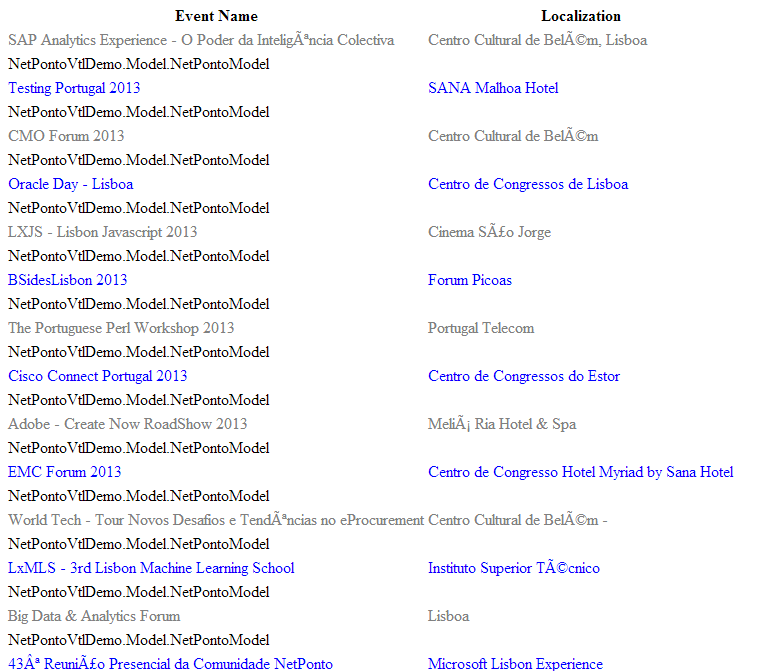 Event Name Localization
SAP Analytics Experience - O Poder da InteligÃªncia Colectiva Centro Cultural de BelÃ©m, Lisboa
NetPontoVtlDemo.Model.NetPontoModel
Testing Portugal 2013 SANA Malhoa Hotel
NetPontoVtlDemo.Model.NetPontoModel
CMO Forum 2013 Centro Cultural de BelÃ©m
NetPontoVtlDemo.Model.NetPontoModel
Oracle Day - Lisboa Centro de Congressos de Lisboa
NetPontoVtlDemo.Model.NetPontoModel
LXJS - Lisbon Javascript 2013 Cinema SÃ£o Jorge
NetPontoVtlDemo.Model.NetPontoModel
BSidesLisbon 2013 Forum Picoas
NetPontoVtlDemo.Model.NetPontoModel
The Portuguese Perl Workshop 2013 Portugal Telecom
NetPontoVtlDemo.Model.NetPontoModel
Cisco Connect Portugal 2013 Centro de Congressos do Estor
NetPontoVtlDemo.Model.NetPontoModel
Adobe - Create Now RoadShow 2013 MeliÃ¡ Ria Hotel & Spa
NetPontoVtlDemo.Model.NetPontoModel
EMC Forum 2013 Centro de Congresso Hotel Myriad by Sana Hotel
NetPontoVtlDemo.Model.NetPontoModel
World Tech - Tour Novos Desafios e TendÃªncias no eProcurement Centro Cultural de BelÃ©m -
NetPontoVtlDemo.Model.NetPontoModel
LxMLS - 3rd Lisbon Machine Learning School Instituto Superior TÃ©cnico
NetPontoVtlDemo.Model.NetPontoModel
Big Data & Analytics Forum Lisboa
NetPontoVtlDemo.Model.NetPontoModel
43Âª ReuniÃ£o Presencial da Comunidade NetPonto Microsoft Lisbon Experience